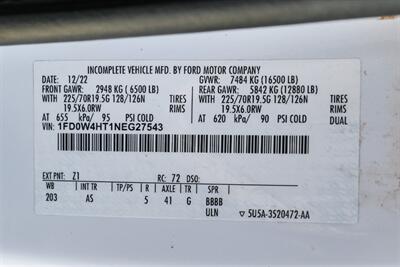 INCOMPLETE VEHICLE MFD. BY FORD MOTOR COMPANY
DATE: 12/22 GVWR: 7484 KG (16500 LB)
FRONT GAWR: 2948 KG ( 6500 LB) REAR GAWR: 5842 KG (12880 LB)
WITH 225/70R19.5G 128/126N TIRES WITH 225/70R19.5G 128/126N TIRES
19.5X6.0RW RIMS 19.5X6.0RW RIMS
AT 655 kPa/ 95 PSI COLD AT 620 kPa/ 90 PSI COLD DUAL
VIN: 1FD0W4HT1NEG27543
EXT PNT: Z1 RC: 72 DSO:
WB INT TR TP/PS R AXLE TR SPR
203 AS 5 41 G BBBB
ULN 5U5A-3520472-AA